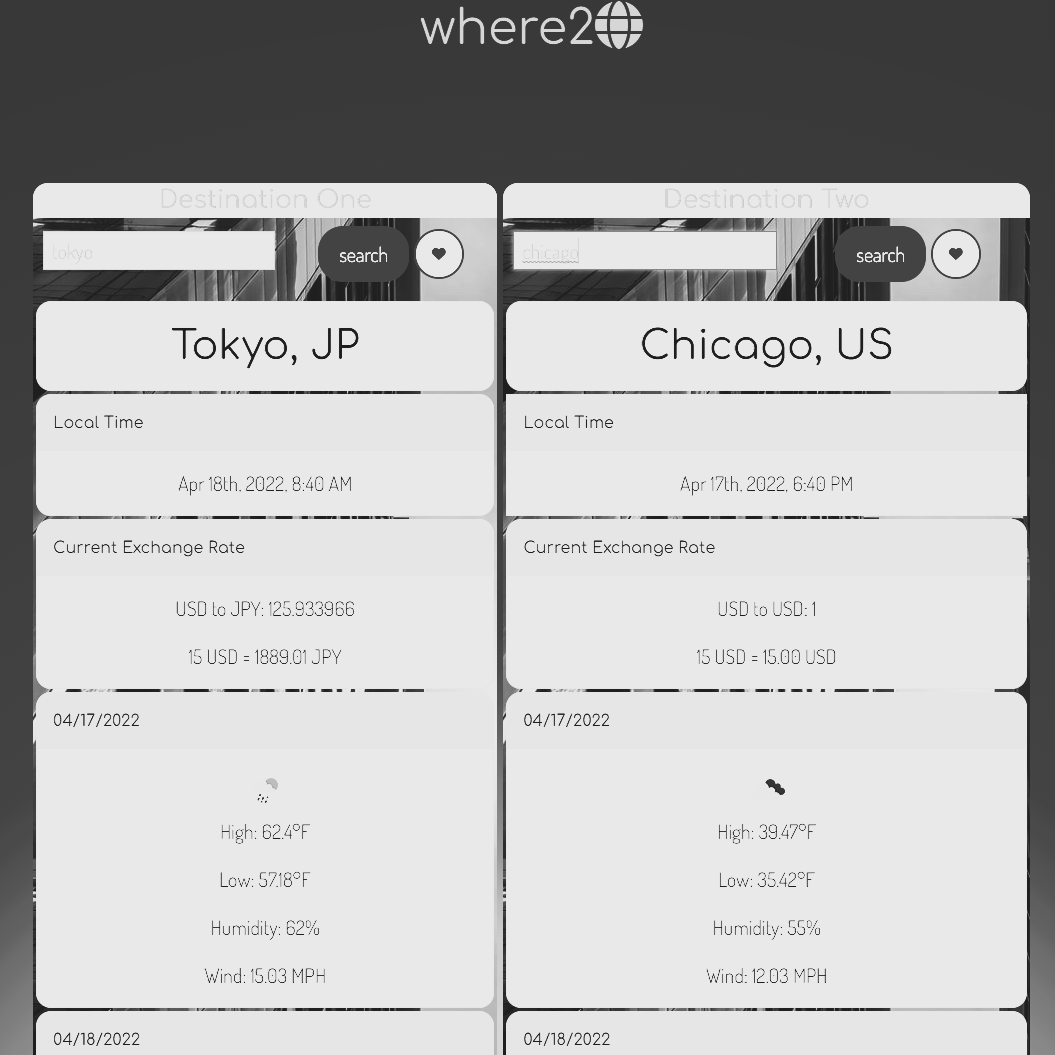 where2
Destination One
tokyo
search
Tokyo, JP
Local Time
Apr 18th, 2022, 8:40 AM
Current Exchange Rate
USD to JPY: 125.933966
15 USD = 1889.01 JPY
04/17/2022
High: 62.4°F
Low: 57.18°F
Humidity: 62%
Wind: 15.03 MPH
04/18/2022
Destination Two
chicago
search
Chicago, US
Local Time
Apr 17th, 2022, 6:40 PM
Current Exchange Rate
USD to USD: 1
15 USD = 15.00 USD
04/17/2022
High: 39.47°F
Low: 35.42°F
Humidity: 55%
Wind: 12.03 MPH
04/18/2022